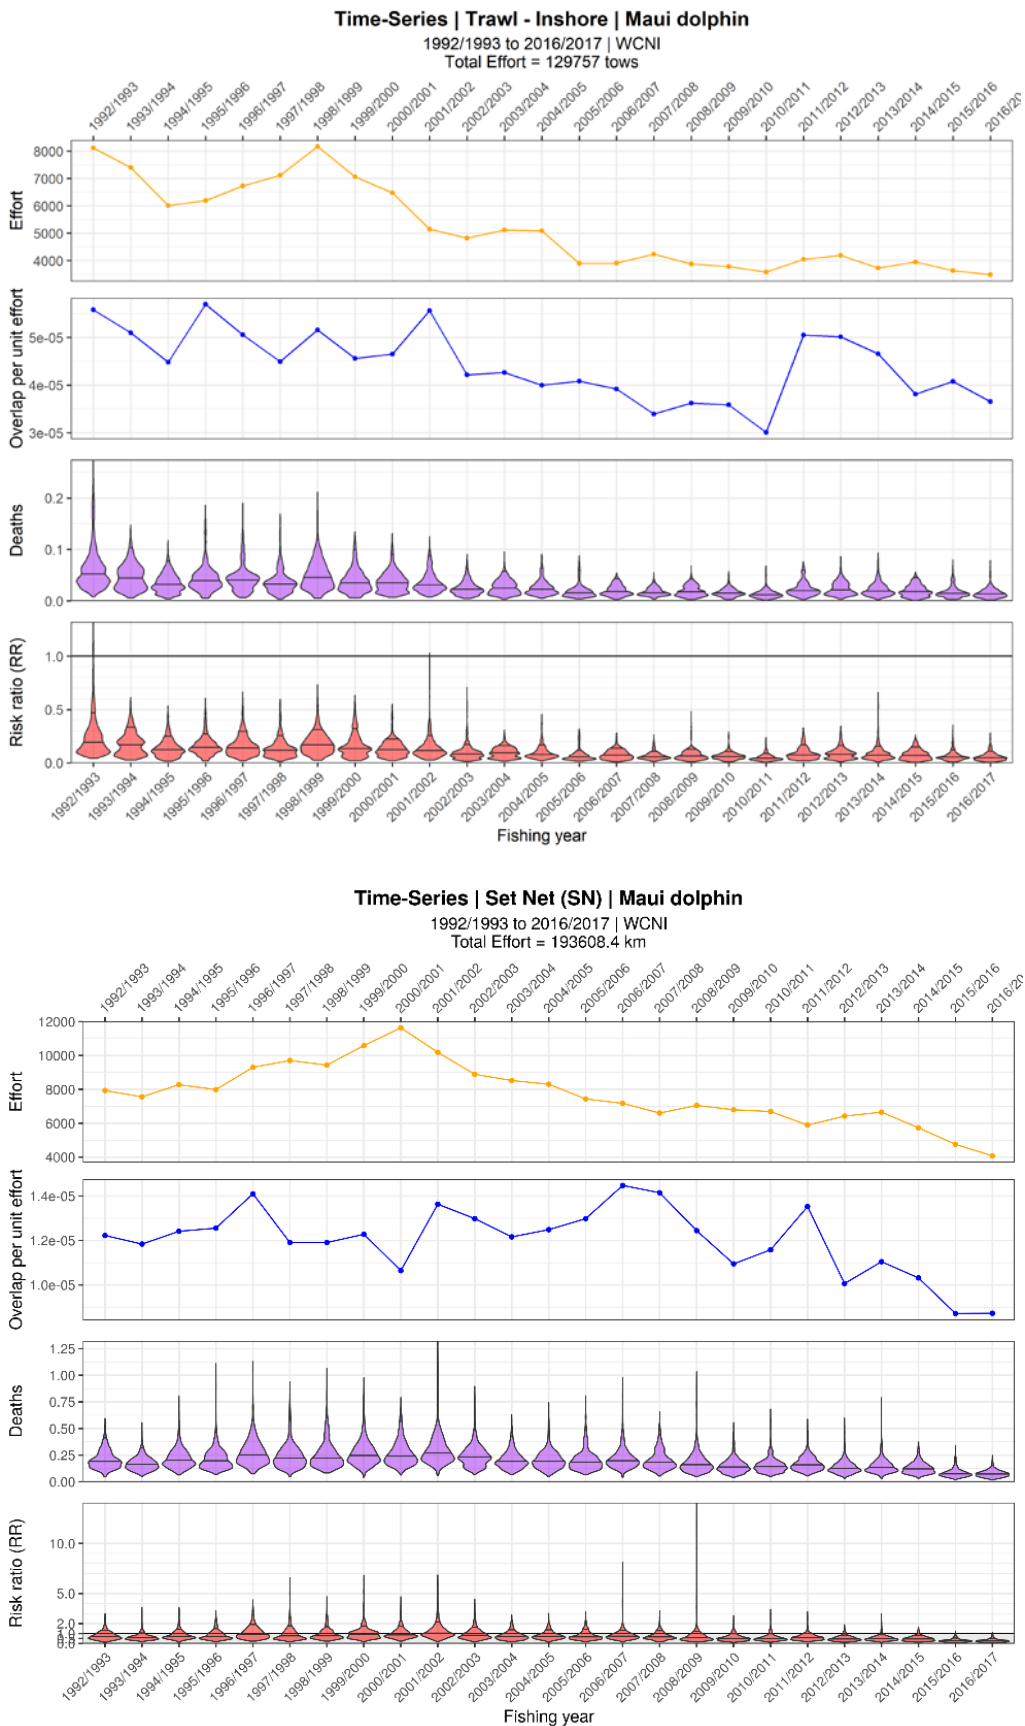 Time-Series | Trawl - Inshore | Maui dolphin
1992/1993 to 2016/2017 | WCNI
Total Effort = 129757 tows
1992/1993 1993/1994 1994/1995 1995/1996 1996/1997 1997/1998 1998/1999 1999/2000 2000/2001 2001/2002 2002/2003 2003/2004 2004/2005 2005/2006 2006/2007 2007/2008 2008/2009 2009/2010 2010/2011 2011/2012 2012/2013 2013/2014 2014/2015 2015/2016 2016/20
Effort
8000
7000
6000
5000
4000
Overlap per unit effort
5e-05
4e-05
3e-05
Deaths
0.2
0.1
0.0
Risk ratio (RR)
1.0
0.5
0.0
1992/1993 1993/1994 1994/1995 1995/1996 1996/1997 1997/1998 1998/1999 1999/2000 2000/2001 2001/2002 2002/2003 2003/2004 2004/2005 2005/2006 2006/2007 2007/2008 2008/2009 2009/2010 2010/2011 2011/2012 2012/2013 2013/2014 2014/2015 2015/2016 2016/2017
Fishing year
Time-Series | Set Net (SN) | Maui dolphin
1992/1993 to 2016/2017 | WCNI
Total Effort = 193608.4 km
1992/1993 1993/1994 1994/1995 1995/1996 1996/1997 1997/1998 1998/1999 1999/2000 2000/2001 2001/2002 2002/2003 2003/2004 2004/2005 2005/2006 2006/2007 2007/2008 2008/2009 2009/2010 2010/2011 2011/2012 2012/2013 2013/2014 2014/2015 2015/2016 2016/20
Effort
12000
10000
8000
6000
4000
Overlap per unit effort
1.4e-05
1.2e-05
1.0e-05
Deaths
1.25
1.00
0.75
0.50
0.25
0.00
Risk ratio (RR)
10.0
5.0
2.0
1.0
1992/1993 1993/1994 1994/1995 1995/1996 1996/1997 1997/1998 1998/1999 1999/2000 2000/2001 2001/2002 2002/2003 2003/2004 2004/2005 2005/2006 2006/2007 2007/2008 2008/2009 2009/2010 2010/2011 2011/2012 2012/2013 2013/2014 2014/2015 2015/2016 2016/2017
Fishing year